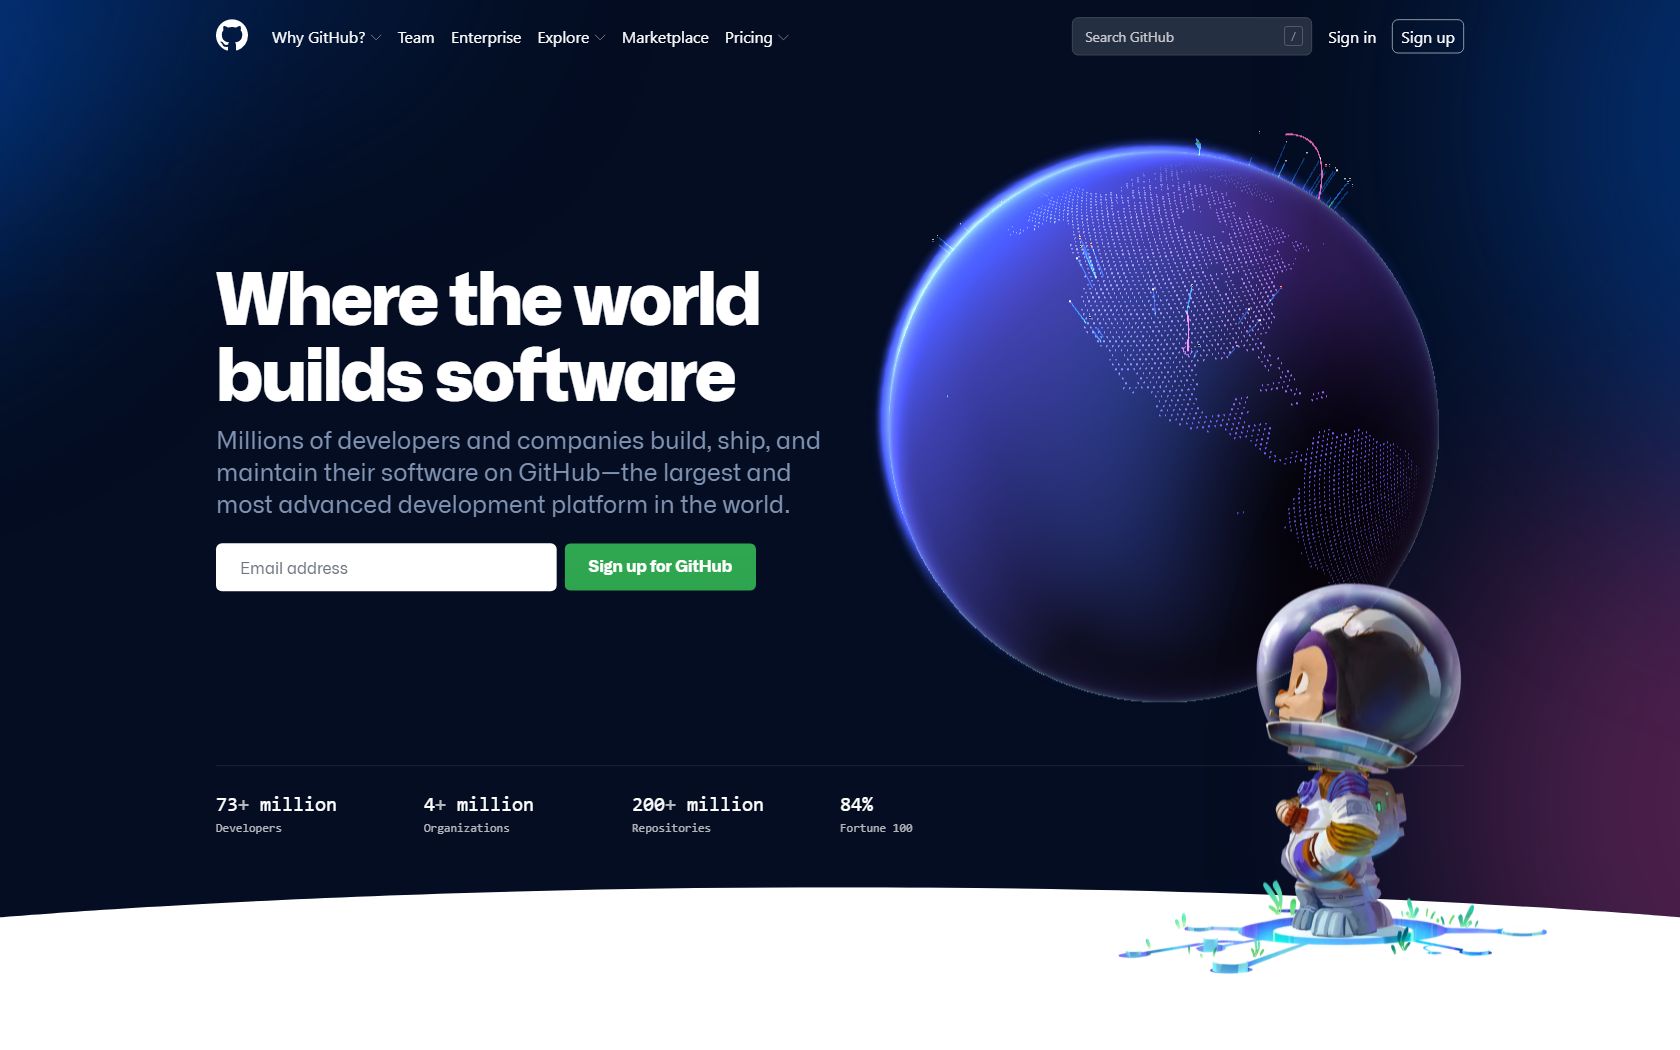 Why GitHub? Team Enterprise Explore Marketplace Pricing Search GitHub / Sign in Sign up
Where the world
builds software
Millions of developers and companies build, ship, and
maintain their software on GitHub—the largest and
most advanced development platform in the world.
Email address Sign up for GitHub
73+ million 4+ million 200+ million 84%
Developers Organizations Repositories Fortune 100